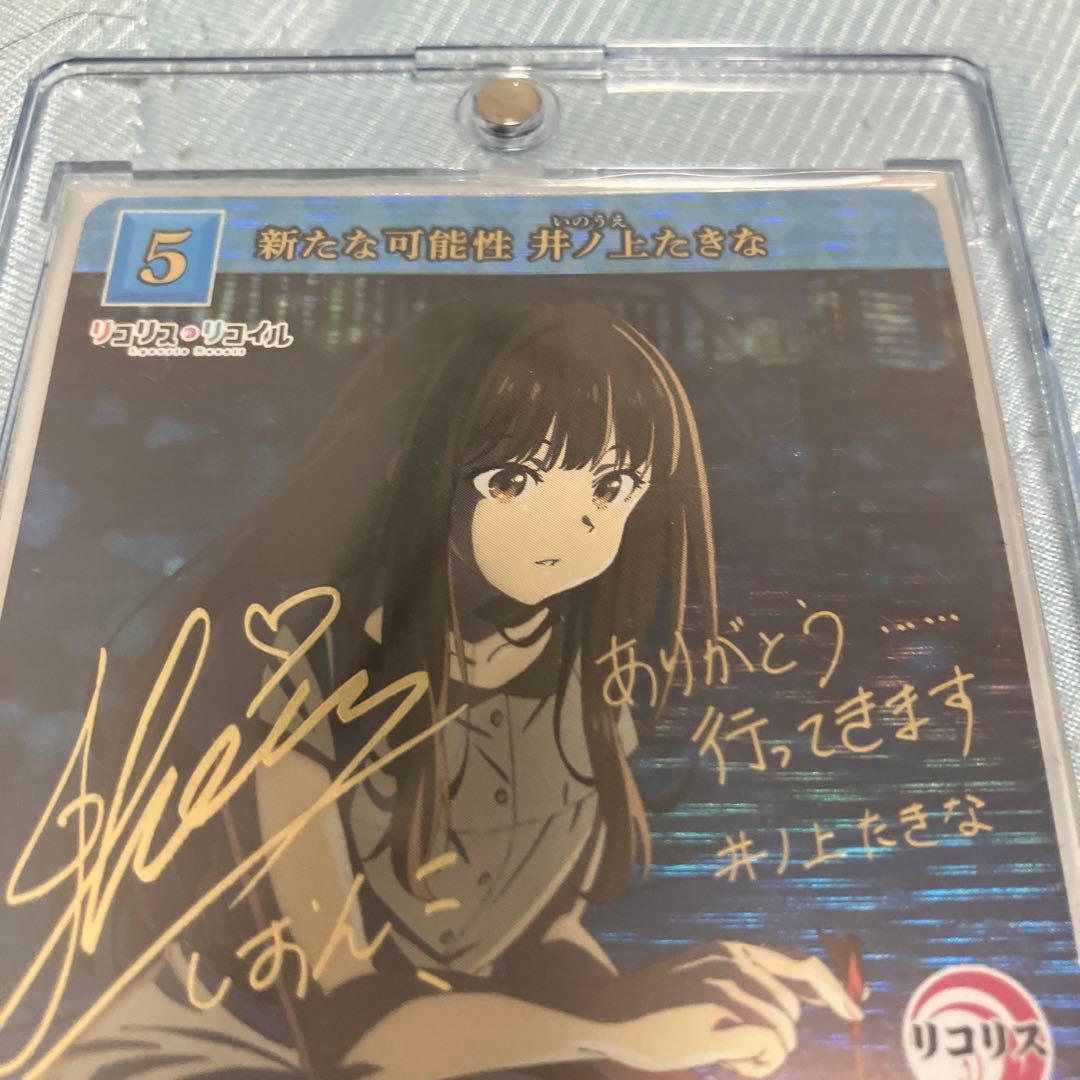 5
いのうえ
新たな可能性 井ノ上たきな
リコリス・リコイル
Lycoris Recoil
ありがとう……
行ってきます
井ノ上たきな
しおん
リコリス